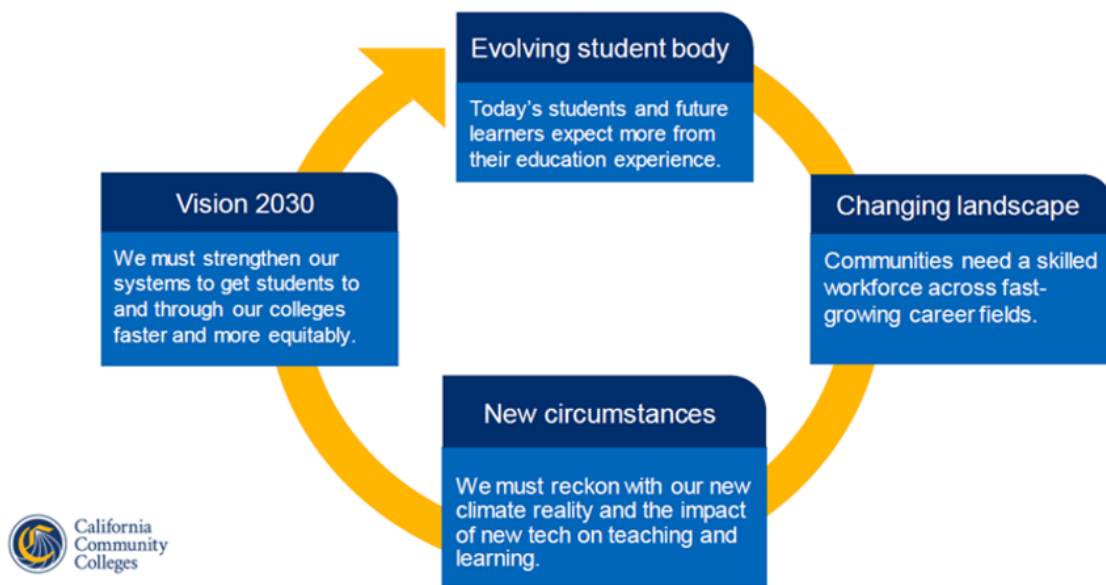 Evolving student body
Today's students and future
learners expect more from
their education experience.
Changing landscape
Communities need a skilled
workforce across fast-
growing career fields.
New circumstances
We must reckon with our new
climate reality and the impact
of new tech on teaching and
learning.
Vision 2030
We must strengthen our
systems to get students to
and through our colleges
faster and more equitably.
California
Community
Colleges